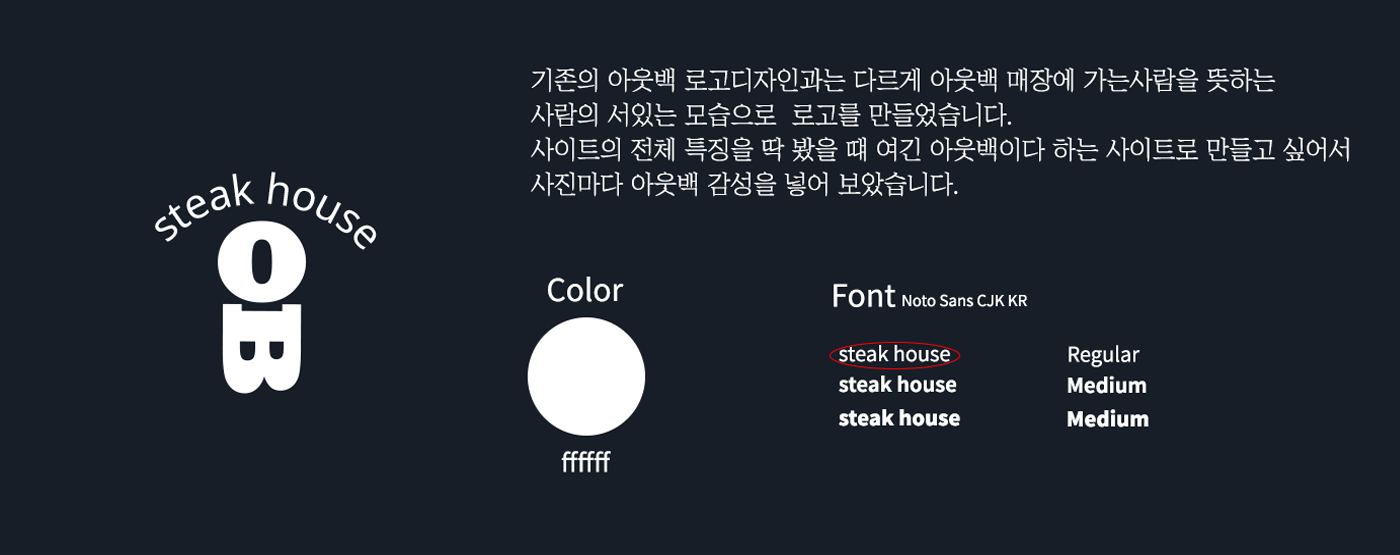 steak house
OB
기존의 아웃백 로고디자인과는 다르게 아웃백 매장에 가는사람을 뜻하는
사람의 서있는 모습으로  로고를 만들었습니다.
사이트의 전체 특징을 딱 봤을 떄 여긴 아웃백이다 하는 사이트로 만들고 싶어서
사진마다 아웃백 감성을 넣어 보았습니다.
Color
ffffff
Font Noto Sans CJK KR
steak house Regular
steak house Medium
steak house Medium